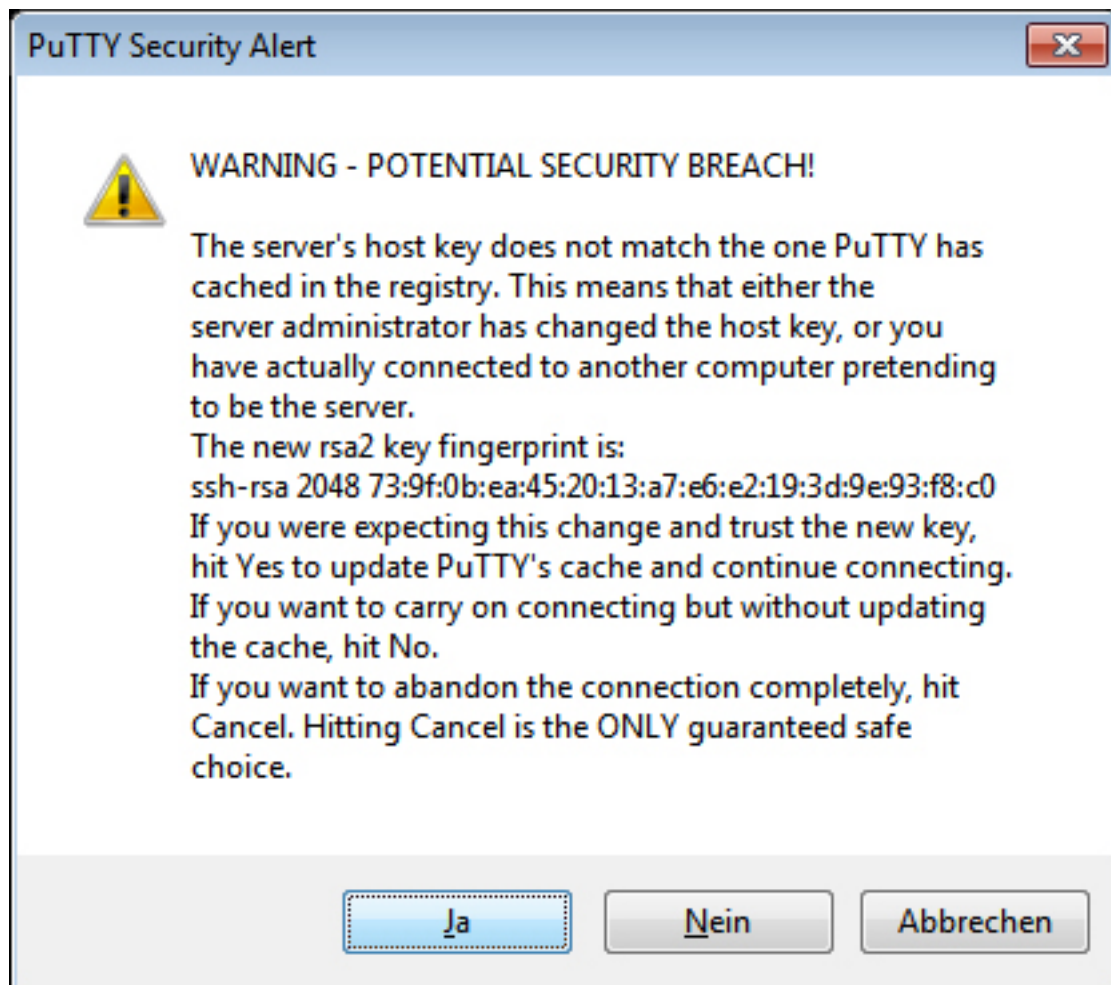 PuTTY Security Alert
WARNING - POTENTIAL SECURITY BREACH!
The server's host key does not match the one PuTTY has
cached in the registry. This means that either the
server administrator has changed the host key, or you
have actually connected to another computer pretending
to be the server.
The new rsa2 key fingerprint is:
ssh-rsa 2048 73:9f:0b:ea:45:20:13:a7:e6:e2:19:3d:9e:93:f8:c0
If you were expecting this change and trust the new key,
hit Yes to update PuTTY's cache and continue connecting.
If you want to carry on connecting but without updating
the cache, hit No.
If you want to abandon the connection completely, hit
Cancel. Hitting Cancel is the ONLY guaranteed safe
choice.
Ja Nein Abbrechen